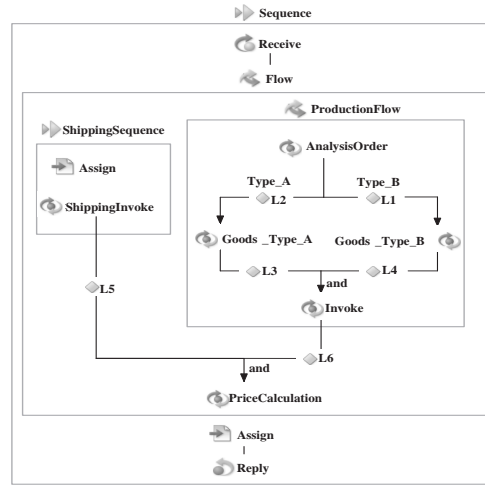 Sequence
Receive
Flow
ProductionFlow
ShippingSequence
AnalysisOrder
Assign
Type_A
Type_B
L2
L1
ShippingInvoke
Goods _Type_A
Goods _Type_B
L3
L4
L5
and
Invoke
L6
and
PriceCalculation
Assign
Reply